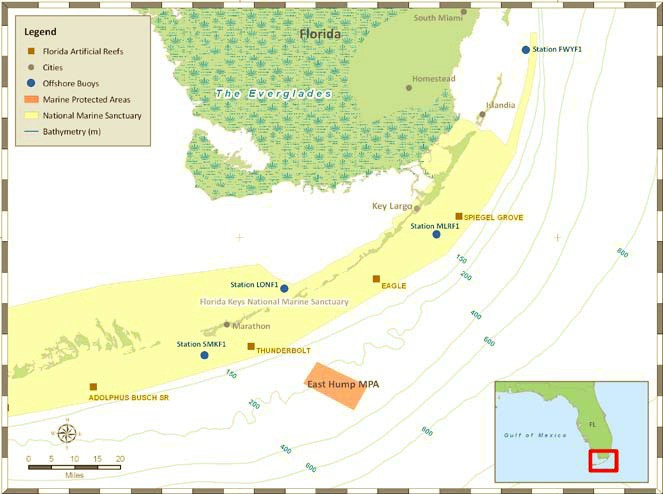 Legend
Florida Artificial Reefs
Cities
Offshore Buoys
Marine Protected Areas
National Marine Sanctuary
Bathymetry (m)
South Miami
Florida
Station FWYF1
Homestead
The Everglades
Islandia
Key Largo
SPIEGEL GROVE
Station MLRF1
600
150
200
Station LONF1
EAGLE
Florida Keys National Marine Sanctuary
400
600
Marathon
Station SMKF1
THUNDERBOLT
150
East Hump MPA
ADOLPHUS BUSCH SR
200
800
400
600
N
0 5 10 15 20
Miles
FL
Gulf of Mexico